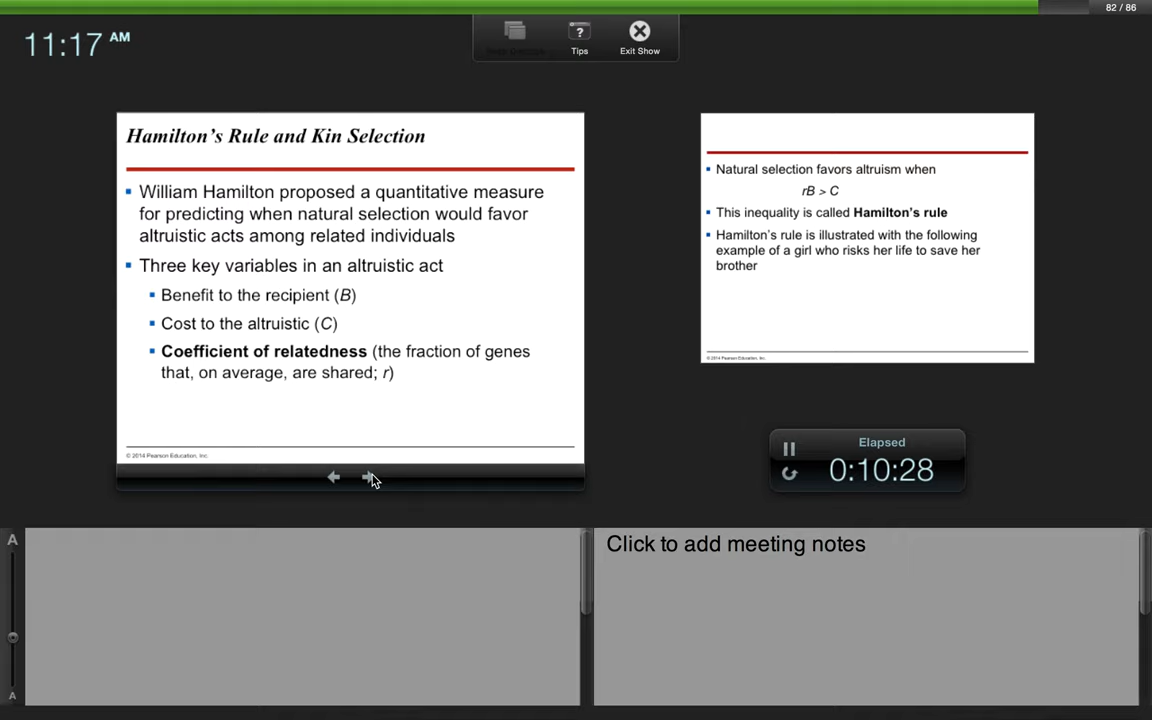 82 / 86
11:17 AM
Tips
Exit Show
Hamilton's Rule and Kin Selection
William Hamilton proposed a quantitative measure
for predicting when natural selection would favor
altruistic acts among related individuals
Three key variables in an altruistic act
Benefit to the recipient (B)
Cost to the altruistic (C)
Coefficient of relatedness (the fraction of genes
that, on average, are shared; r)
© 2014 Pearson Education, Inc.
Natural selection favors altruism when
rB > C
This inequality is called Hamilton's rule
Hamilton's rule is illustrated with the following
example of a girl who risks her life to save her
brother
© 2014 Pearson Education, Inc.
Elapsed
0:10:28
A
A
Click to add meeting notes